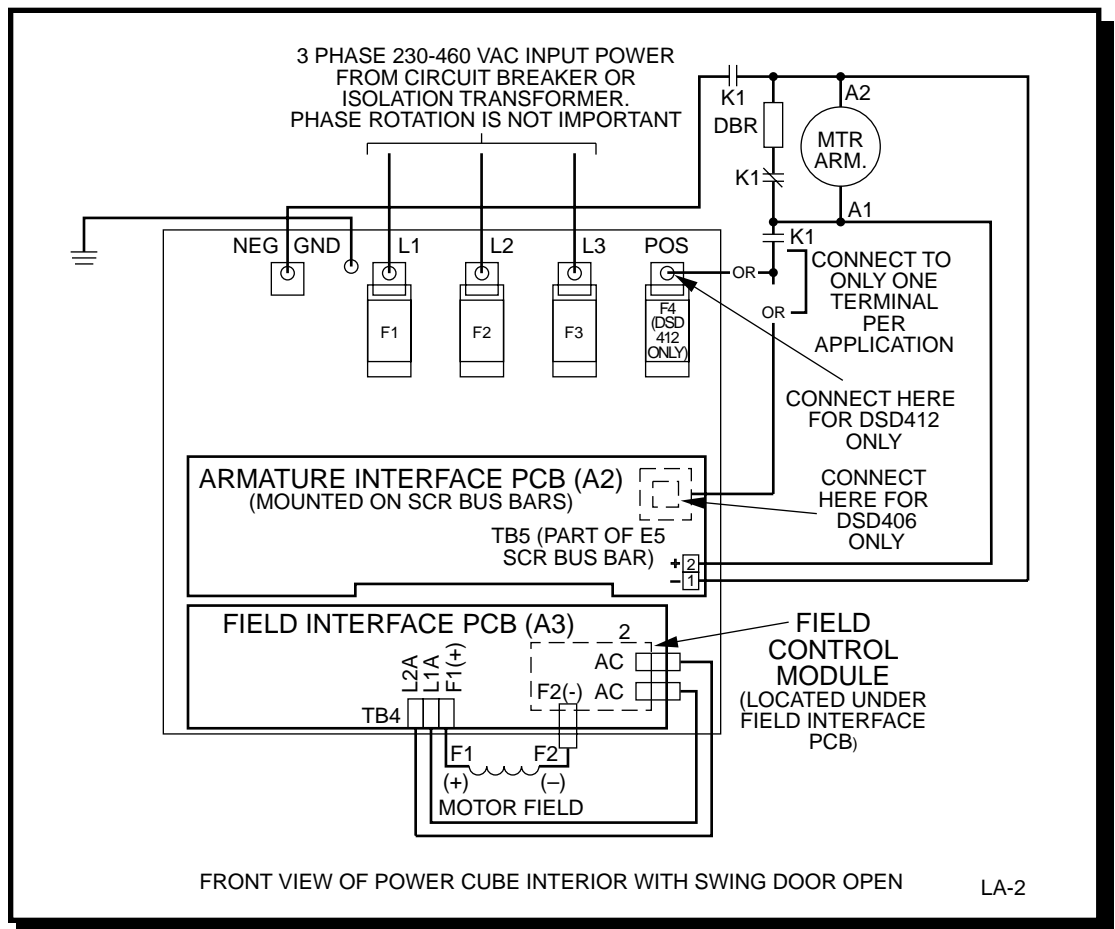 3 PHASE 230-460 VAC INPUT POWER
FROM CIRCUIT BREAKER OR
ISOLATION TRANSFORMER.
PHASE ROTATION IS NOT IMPORTANT
K1
DBR
A2
MTR
ARM.
K1
A1
K1
NEG
GND
L1
L2
L3
POS
OR
OR
CONNECT TO
ONLY ONE
TERMINAL
PER
APPLICATION
F1
F2
F3
F4
(DSD
412
ONLY)
CONNECT HERE
FOR DSD412
ONLY
ARMATURE INTERFACE PCB (A2)
(MOUNTED ON SCR BUS BARS)
CONNECT
HERE FOR
DSD406
ONLY
TB5 (PART OF E5
SCR BUS BAR)
+ 2
– 1
FIELD INTERFACE PCB (A3)
2
L2A
L1A
F1(+)
AC
F2(-) AC
TB4
FIELD
CONTROL
MODULE
(LOCATED UNDER
FIELD INTERFACE
PCB)
F1
F2
(+)
(–)
MOTOR FIELD
FRONT VIEW OF POWER CUBE INTERIOR WITH SWING DOOR OPEN
LA-2